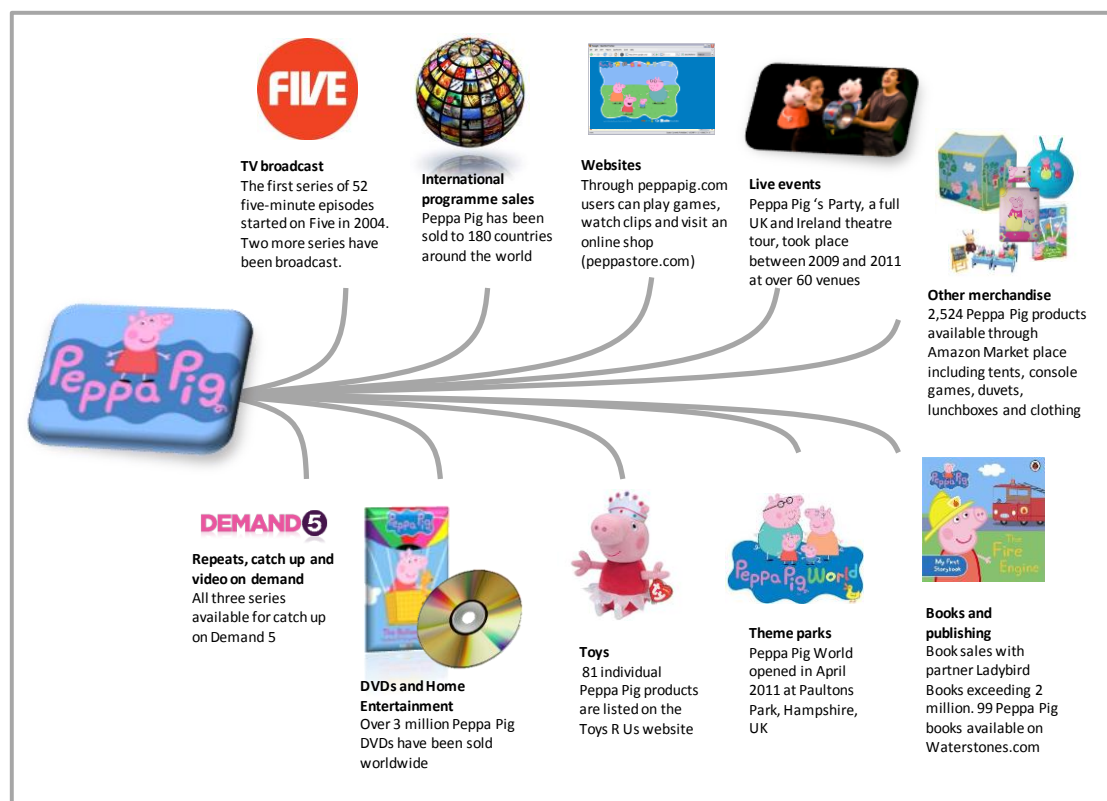 FIVE
TV broadcast
The first series of 52
five-minute episodes
started on Five in 2004.
Two more series have
been broadcast.
International
programme sales
Peppa Pig has been
sold to 180 countries
around the world
Websites
Through peppapig.com
users can play games,
watch clips and visit an
online shop
(peppastore.com)
Live events
Peppa Pig ‘s Party, a full
UK and Ireland theatre
tour, took place
between 2009 and 2011
at over 60 venues
Other merchandise
2,524 Peppa Pig products
available through
Amazon Market place
including tents, console
games, duvets,
lunchboxes and clothing
Peppa Pig
DEMAND5
Repeats, catch up and
video on demand
All three series
available for catch up
on Demand 5
Peppa Pig
DVDs and Home
Entertainment
Over 3 million Peppa Pig
DVDs have been sold
worldwide
ty
Toys
81 individual
Peppa Pig products
are listed on the
Toys R Us website
Peppa Pig World
Theme parks
Peppa Pig World
opened in April
2011 at Paultons
Park, Hampshire,
UK
Peppa Pig
The
Fire
Engine
My First
Storybook
Books and
publishing
Book sales with
partner Ladybird
Books exceeding 2
million. 99 Peppa Pig
books available on
Waterstones.com